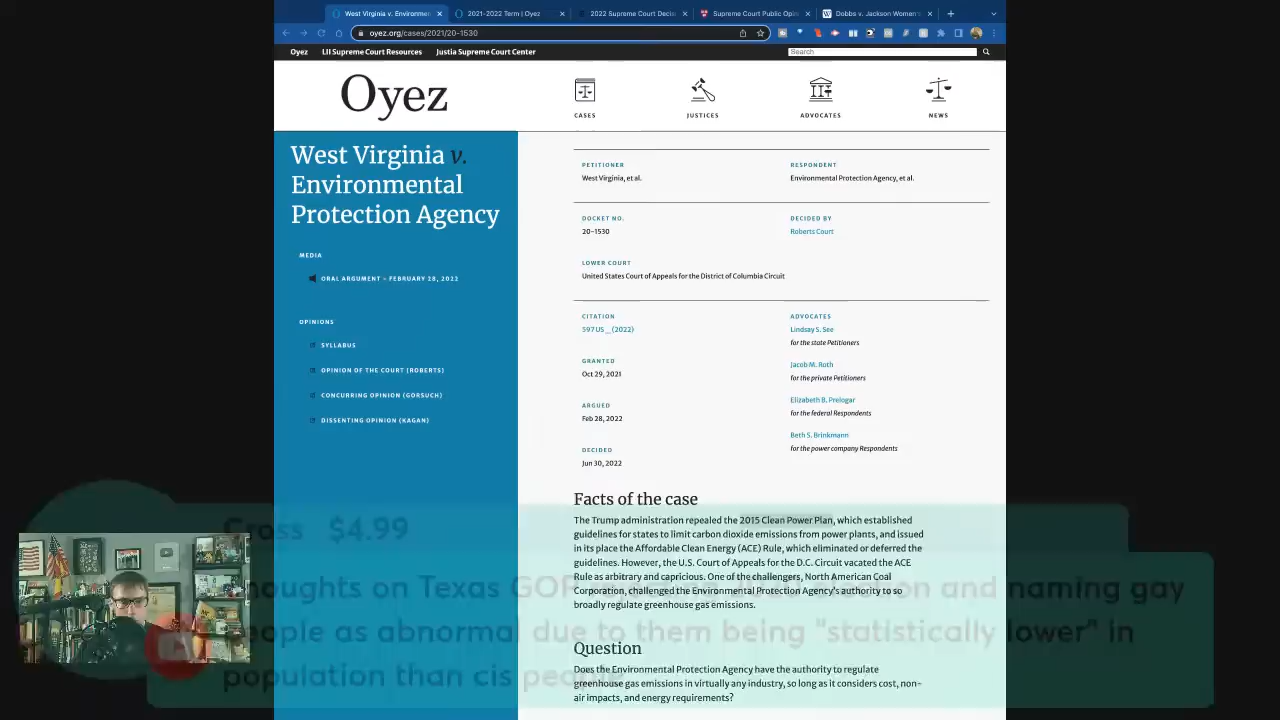 West Virginia v. Environmen
2021-2022 Term | Oyez
2022 Supreme Court Decis
Supreme Court Public Opin
Dobbs v. Jackson Women's
oyez.org/cases/2021/20-1530
Oyez LII Supreme Court Resources Justia Supreme Court Center
Search
Oyez
CASES JUSTICES ADVOCATES NEWS
West Virginia v.
Environmental
Protection Agency
MEDIA
ORAL ARGUMENT - FEBRUARY 28, 2022
OPINIONS
SYLLABUS
OPINION OF THE COURT (ROBERTS)
CONCURRING OPINION (GORSUCH)
DISSENTING OPINION (KAGAN)
PETITIONER
West Virginia, et al.
RESPONDENT
Environmental Protection Agency, et al.
DOCKET NO.
20-1530
DECIDED BY
Roberts Court
LOWER COURT
United States Court of Appeals for the District of Columbia Circuit
CITATION
597 US _ (2022)
GRANTED
Oct 29, 2021
ARGUED
Feb 28, 2022
DECIDED
Jun 30, 2022
ADVOCATES
Lindsay S. See
for the state Petitioners
Jacob M. Roth
for the private Petitioners
Elizabeth B. Prelogar
for the federal Respondents
Beth S. Brinkmann
for the power company Respondents
Facts of the case
The Trump administration repealed the 2015 Clean Power Plan, which established
guidelines for states to limit carbon dioxide emissions from power plants, and issued
in its place the Affordable Clean Energy (ACE) Rule, which eliminated or deferred the
guidelines. However, the U.S. Court of Appeals for the D.C. Circuit vacated the ACE
Rule as arbitrary and capricious. One of the challengers, North American Coal
Corporation, challenged the Environmental Protection Agency's authority to so
broadly regulate greenhouse gas emissions.
Question
Does the Environmental Protection Agency have the authority to regulate
greenhouse gas emissions in virtually any industry, so long as it considers cost, non-
air impacts, and energy requirements?
$4.99
oughts on Texas GOP and naming gay
people as abnormal due to them being "statistically lower" in
population than cis people